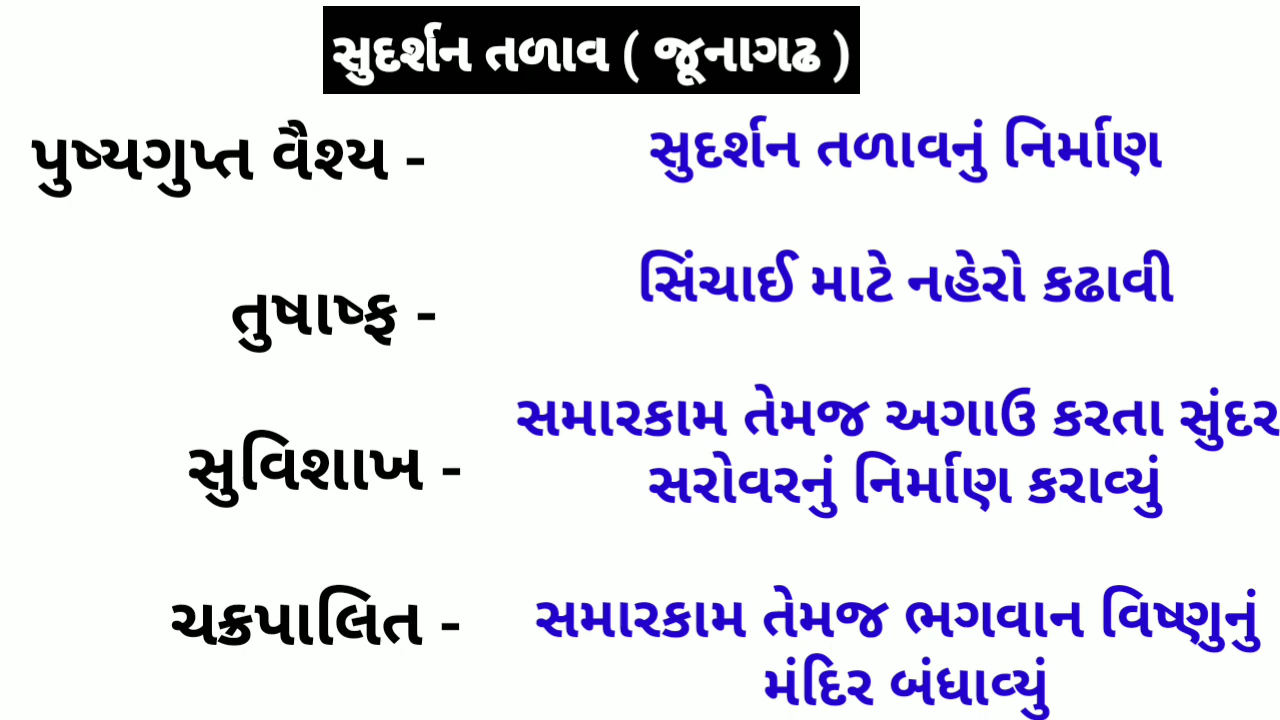 સુદર્શન તળાવ ( જૂનાગઢ )
પુષ્યગુપ્ત વૈશ્ય - સુદર્શન તળાવનું નિર્માણ
તુષાષ્ફ - સિંચાઈ માટે નહેરો કઢાવી
સુવિશાખ - સમારકામ તેમજ અગાઉ કરતા સુંદર
સરોવરનું નિર્માણ કરાવ્યું
ચક્રપાલિત - સમારકામ તેમજ ભગવાન વિષ્ણુનું
મંદિર બંધાવ્યું